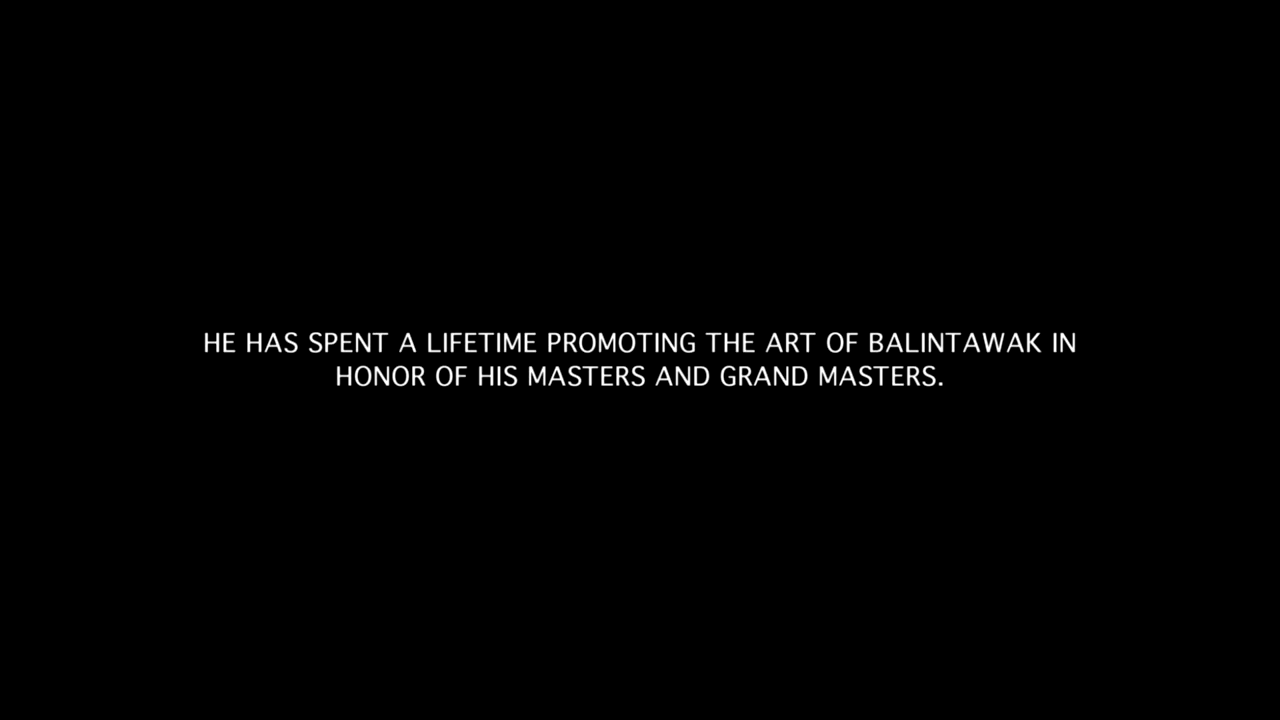 HE HAS SPENT A LIFETIME PROMOTING THE ART OF BALINTAWAK IN
HONOR OF HIS MASTERS AND GRAND MASTERS.